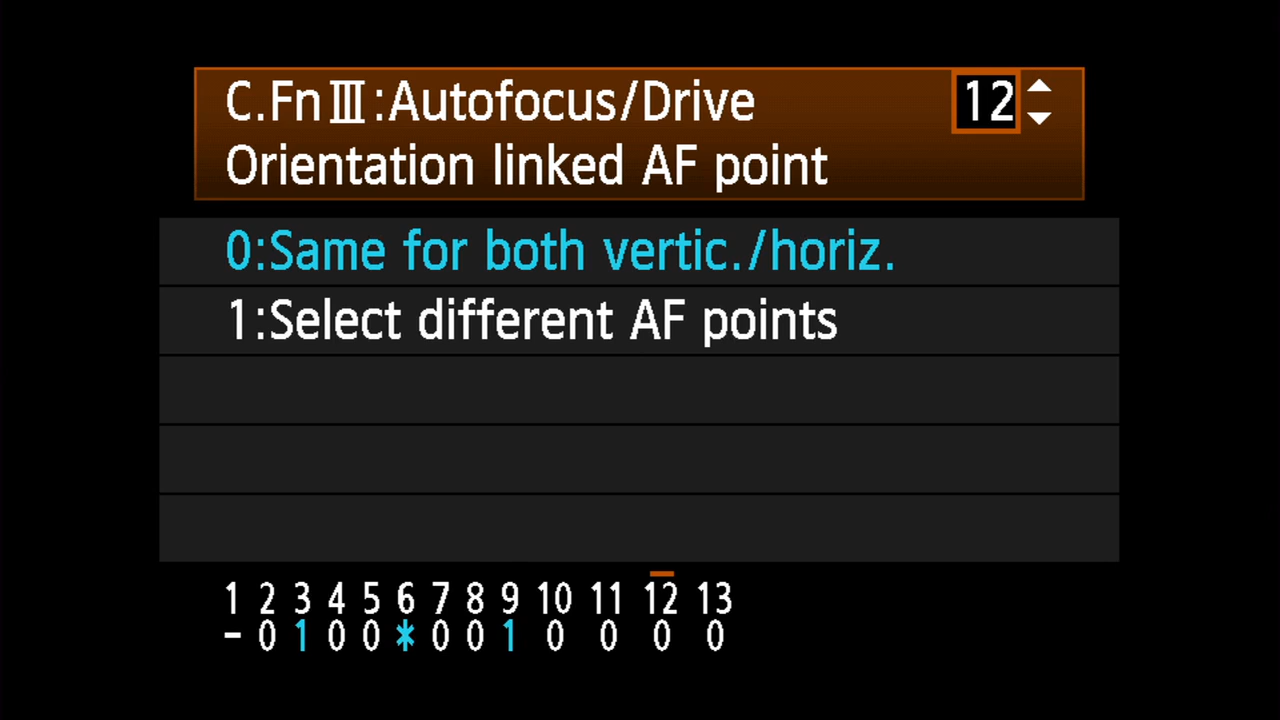 C.Fn III :Autofocus/Drive 12
Orientation linked AF point
0:Same for both vertic./horiz.
1:Select different AF points
1 2 3 4 5 6 7 8 9 10 11 12 13
– 0 1 0 0 * 0 0 1 0 0 0 0